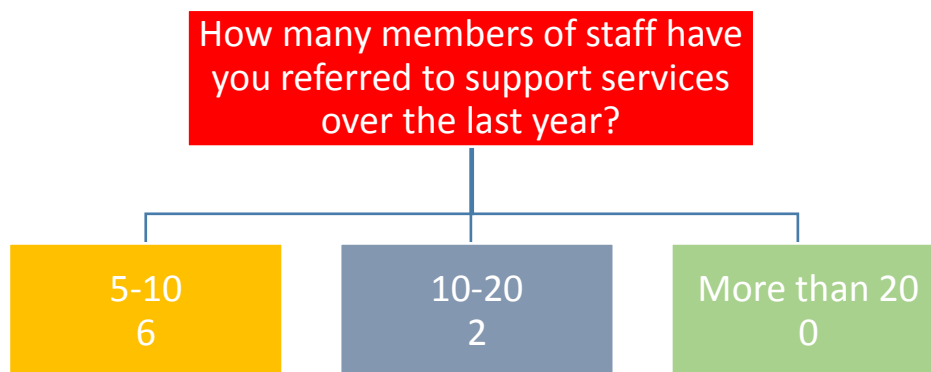 How many members of staff have
you referred to support services
over the last year?
5-10
6
10-20
2
More than 20
0